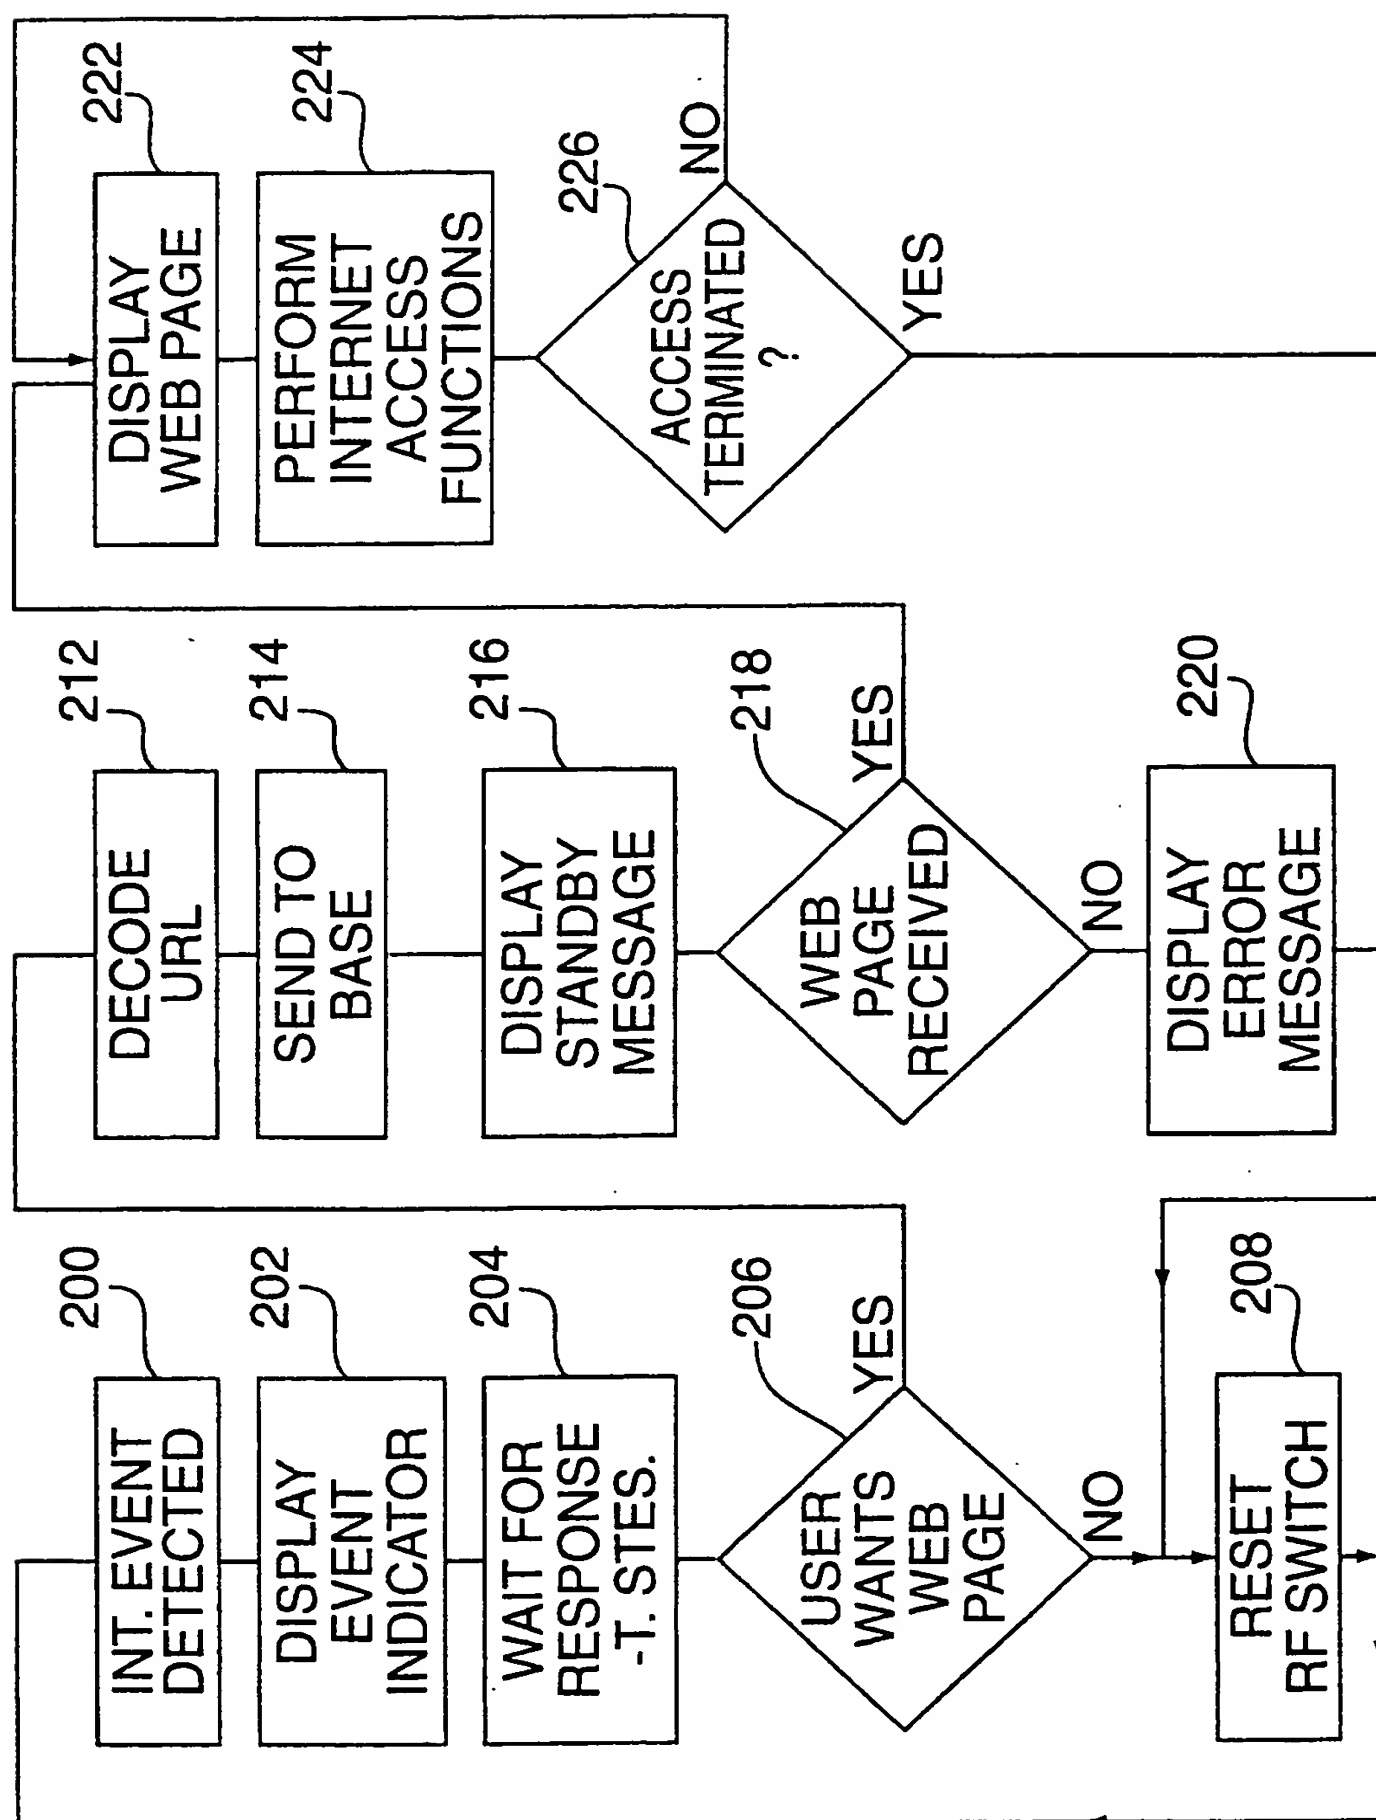 200
INT. EVENT
DETECTED
202
DISPLAY
EVENT
INDICATOR
204
WAIT FOR
RESPONSE
-T. STES.
206
USER
WANTS
WEB
PAGE
YES
NO
208
RESET
RF SWITCH
212
DECODE
URL
214
SEND TO
BASE
216
DISPLAY
STANDBY
MESSAGE
218
WEB
PAGE
RECEIVED
YES
NO
220
DISPLAY
ERROR
MESSAGE
222
DISPLAY
WEB PAGE
224
PERFORM
INTERNET
ACCESS
FUNCTIONS
226
ACCESS
TERMINATED
?
NO
YES